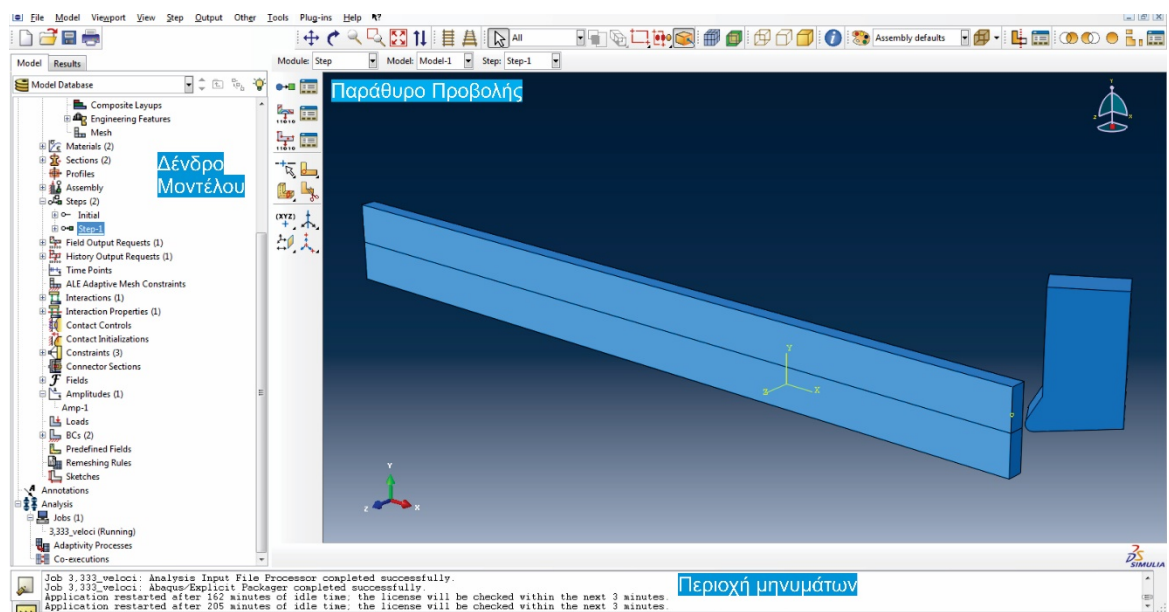 File Model Viewport View Step Output Other Tools Plug-ins Help
All
Assembly defaults
Model Results
Module: Step Model: Model-1 Step: Step-1
Model Database
Παράθυρο Προβολής
Composite Layups
Engineering Features
Mesh
Materials (2)
Sections (2)
Profiles
Assembly
Steps (2)
Initial
Step-1
Δένδρο
Μοντέλου
Field Output Requests (1)
History Output Requests (1)
Time Points
ALE Adaptive Mesh Constraints
Interactions (1)
Interaction Properties (1)
Contact Controls
Contact Initializations
Constraints (3)
Connector Sections
Fields
Amplitudes (1)
Amp-1
Loads
BCs (2)
Predefined Fields
Remeshing Rules
Sketches
Annotations
Analysis
Jobs (1)
3,333_veloci (Running)
Adaptivity Processes
Co-executions
(XYZ)
Y
Z X
Y
Z X
SIMULIA
Περιοχή μηνυμάτων
Job 3,333_veloci: Analysis Input File Processor completed successfully.
Job 3,333_veloci: Abaqus/Explicit Packager completed successfully.
Application restarted after 162 minutes of idle time; the license will be checked within the next 3 minutes.
Application restarted after 205 minutes of idle time; the license will be checked within the next 3 minutes.